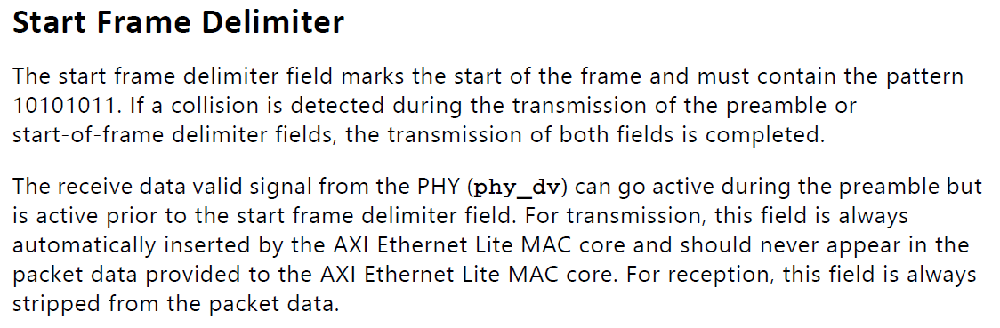 Start Frame Delimiter
The start frame delimiter field marks the start of the frame and must contain the pattern
10101011. If a collision is detected during the transmission of the preamble or
start-of-frame delimiter fields, the transmission of both fields is completed.
The receive data valid signal from the PHY (phy_dv) can go active during the preamble but
is active prior to the start frame delimiter field. For transmission, this field is always
automatically inserted by the AXI Ethernet Lite MAC core and should never appear in the
packet data provided to the AXI Ethernet Lite MAC core. For reception, this field is always
stripped from the packet data.